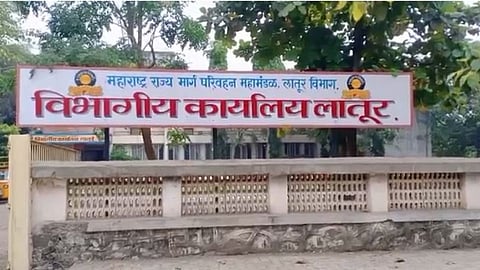 महाराष्ट्र राज्य मार्ग परिवहन महामंडळ, लातूर विभाग.
विभागीय कार्यालय लातूर.